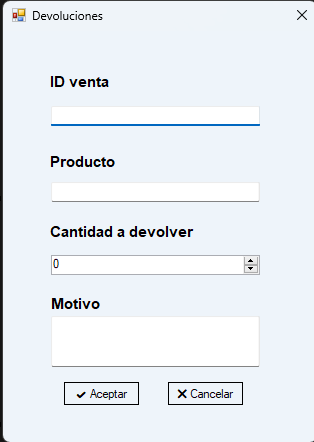 Devoluciones
ID venta
Producto
Cantidad a devolver
0
Motivo
Aceptar
Cancelar